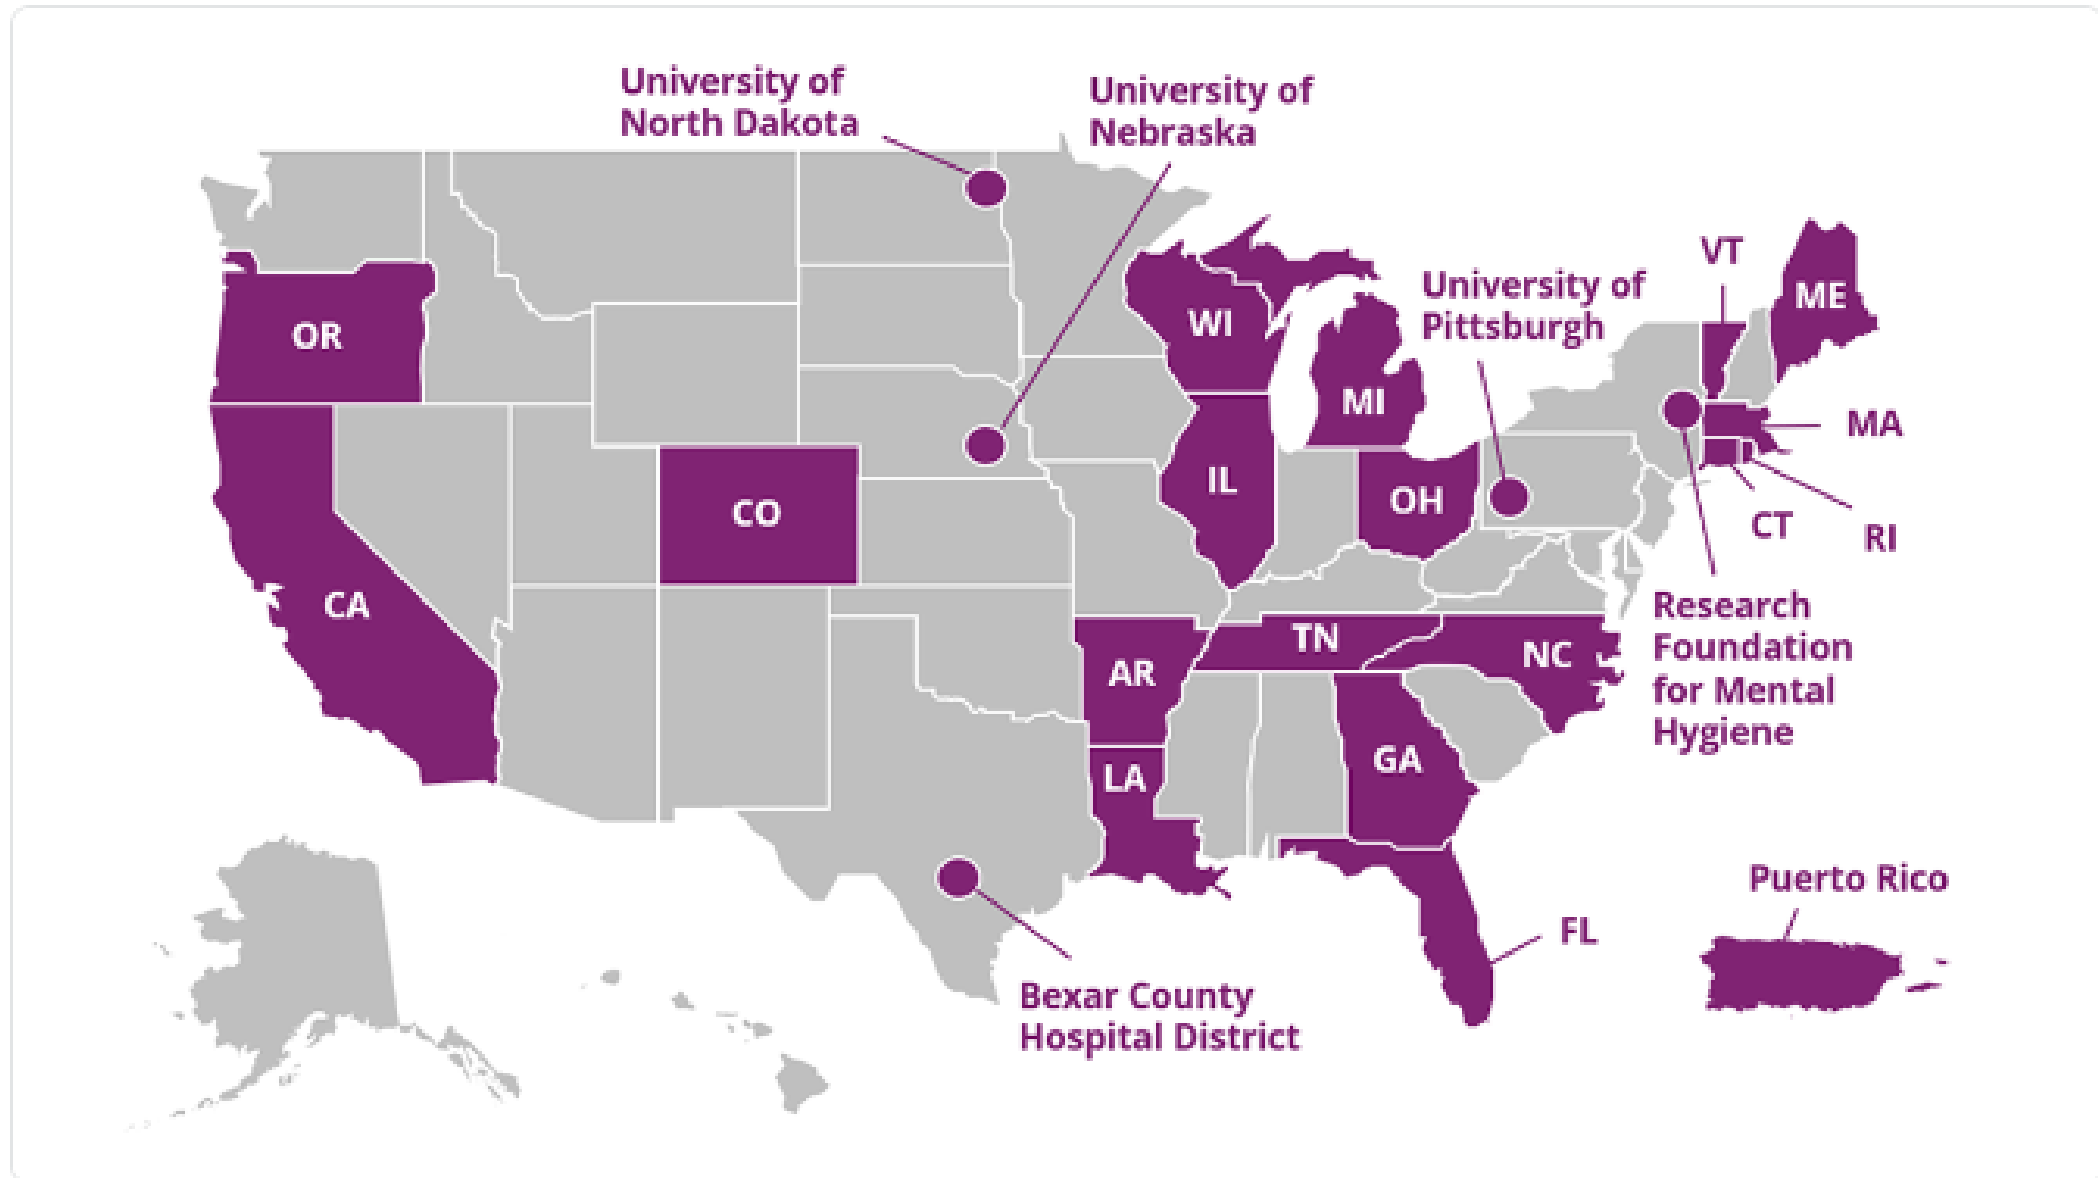 University of
North Dakota
University of
Nebraska
VT
University of
Pittsburgh
ME
OR
WI
MI
MA
IL
OH
CO
CT
RI
CA
Research
Foundation
for Mental
Hygiene
TN
NC
AR
GA
LA
Puerto Rico
FL
Bexar County
Hospital District